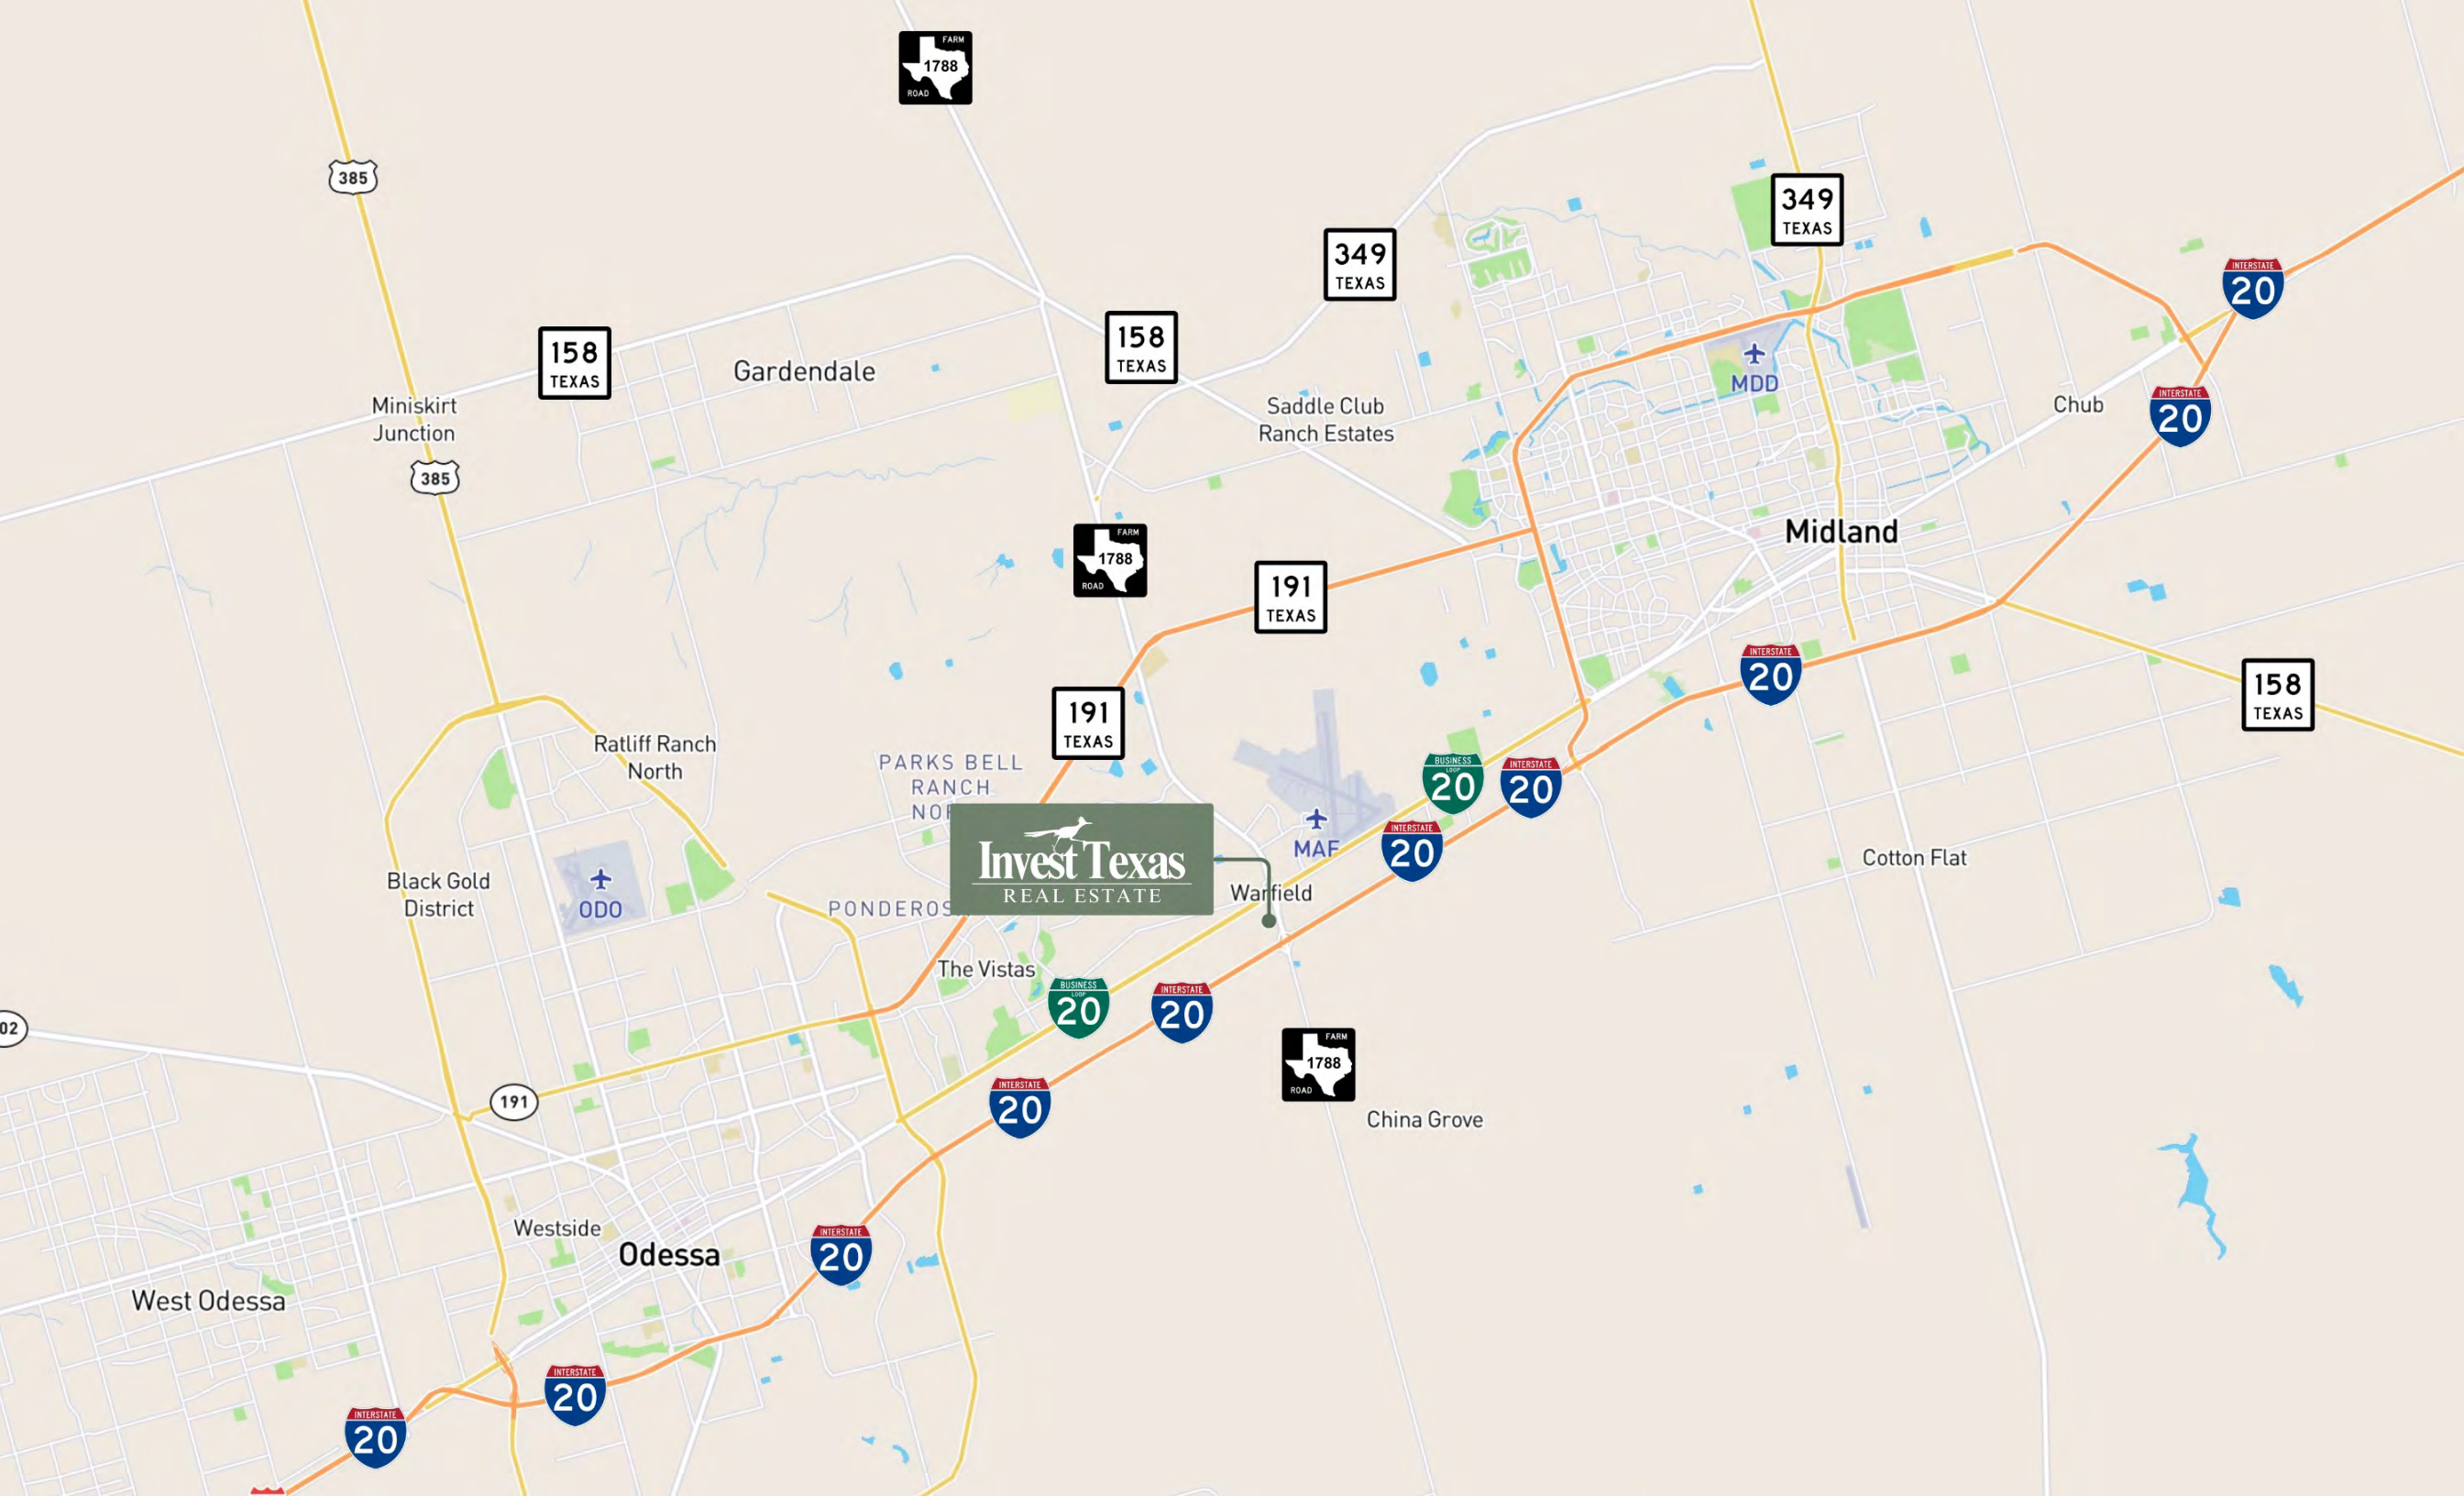 FARM
1788
ROAD
385
349
TEXAS
349
TEXAS
INTERSTATE
20
158
TEXAS
158
TEXAS
Gardendale
MDD
Miniskirt
Junction
Saddle Club
Ranch Estates
Chub
INTERSTATE
20
385
Midland
FARM
1788
ROAD
191
TEXAS
INTERSTATE
20
158
TEXAS
191
TEXAS
Ratliff Ranch
North
PARKS BELL
RANCH
BUSINESS
LOOP
20
INTERSTATE
20
MAF
INTERSTATE
20
Invest Texas
REAL ESTATE
Warfield
Cotton Flat
Black Gold
District
ODO
The Vistas
BUSINESS
LOOP
20
INTERSTATE
20
02
FARM
1788
ROAD
191
INTERSTATE
20
China Grove
Westside
Odessa
INTERSTATE
20
West Odessa
INTERSTATE
20
INTERSTATE
20